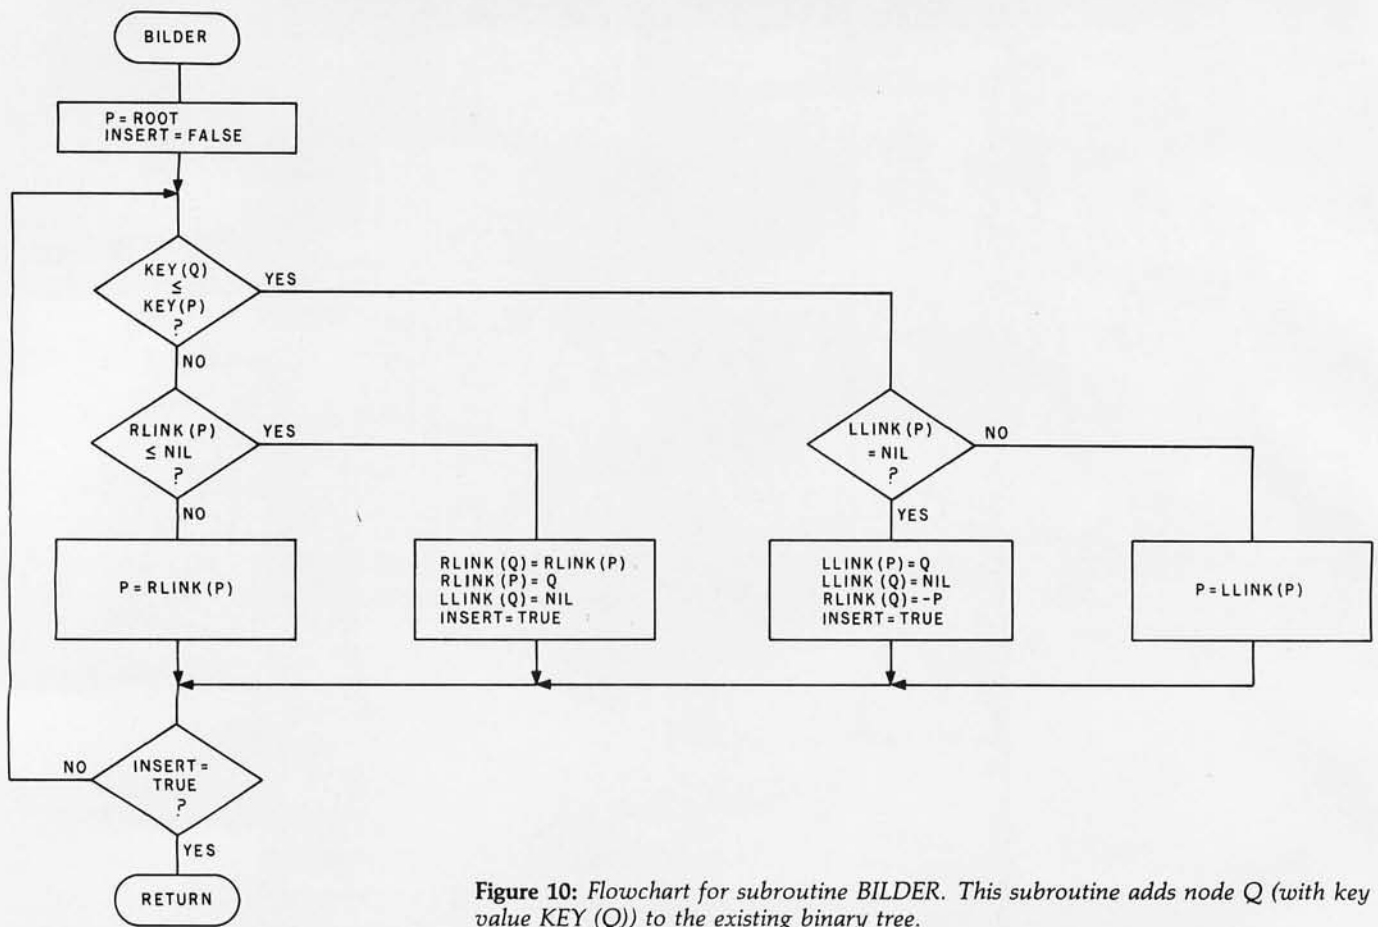 BILDER
P=ROOT
INSERT=FALSE
KEY(Q)
≤
KEY(P)
?
YES
NO
RLINK(P)
≤ NIL
?
YES
NO
LLINK(P)
=NIL
?
NO
YES
P=RLINK(P)
RLINK(Q)=RLINK(P)
RLINK(P)=Q
LLINK(Q)=NIL
INSERT=TRUE
LLINK(P)=Q
LLINK(Q)=NIL
RLINK(Q)=-P
INSERT=TRUE
P=LLINK(P)
INSERT=
TRUE
?
NO
YES
RETURN
Figure 10: Flowchart for subroutine BILDER. This subroutine adds node Q (with key
value KEY (Q)) to the existing binary tree.